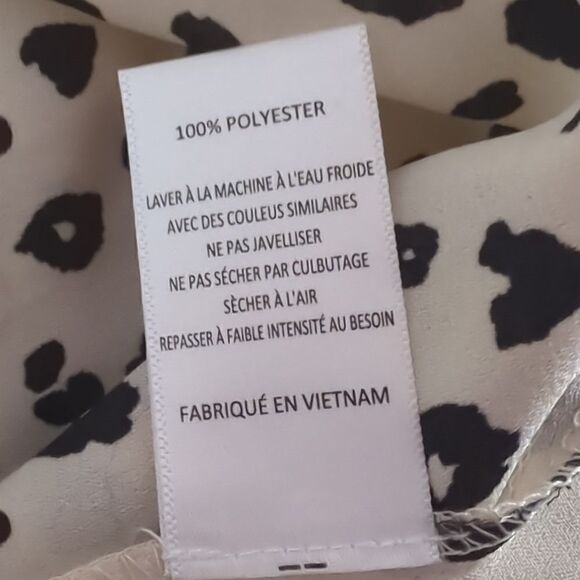 100% POLYESTER
LAVER À LA MACHINE À L'EAU FROIDE
AVEC DES COULEUS SIMILAIRES
NE PAS JAVELLISER
NE PAS SÉCHER PAR CULBUTAGE
SÈCHER À L'AIR
REPASSER À FAIBLE INTENSITÉ AU BESOIN
FABRIQUÉ EN VIETNAM